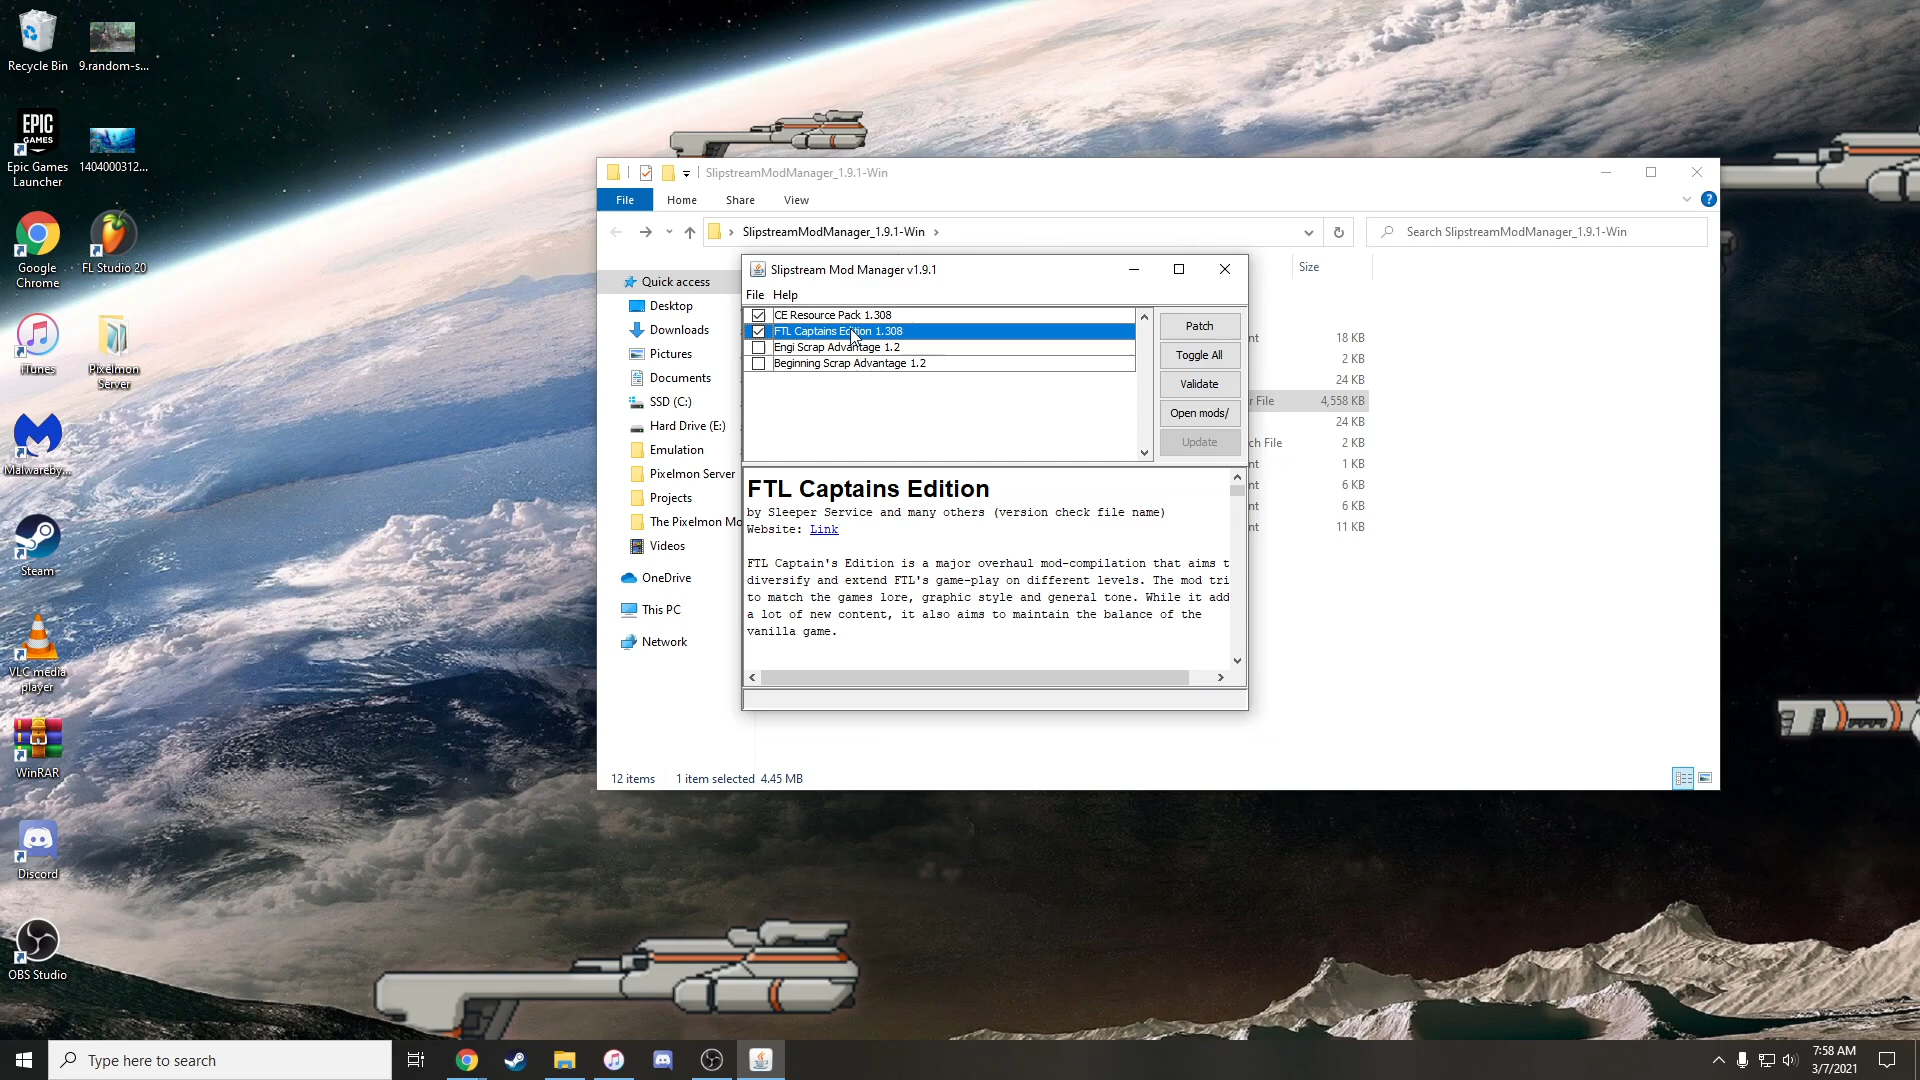 Recycle Bin
9.random-s...
EPIC
GAMES
Epic Games
Launcher
1404000312...
Google
Chrome
FL Studio 20
iTunes
Pixelmon
Server
Malwareby...
Steam
VLC media
player
WinRAR
Discord
OBS Studio
SlipstreamModManager_1.9.1-Win
File Home Share View
SlipstreamModManager_1.9.1-Win
Search SlipstreamModManager_1.9.1-Win
Size
Quick access
Desktop
Downloads
Pictures
Documents
SSD (C:)
Hard Drive (E:)
Emulation
Pixelmon Server
Projects
The Pixelmon Mo
Videos
OneDrive
This PC
Network
nt 18 KB
2 KB
24 KB
r File 4,558 KB
24 KB
ch File 2 KB
nt 1 KB
nt 6 KB
nt 6 KB
nt 11 KB
12 items 1 item selected 4.45 MB
Slipstream Mod Manager v1.9.1
File Help
CE Resource Pack 1.308
FTL Captains Edition 1.308
Engi Scrap Advantage 1.2
Beginning Scrap Advantage 1.2
Patch
Toggle All
Validate
Open mods/
Update
FTL Captains Edition
by Sleeper Service and many others (version check file name)
Website: Link
FTL Captain's Edition is a major overhaul mod-compilation that aims t
diversify and extend FTL's game-play on different levels. The mod tri
to match the games lore, graphic style and general tone. While it add
a lot of new content, it also aims to maintain the balance of the
vanilla game.
Type here to search
7:58 AM
3/7/2021